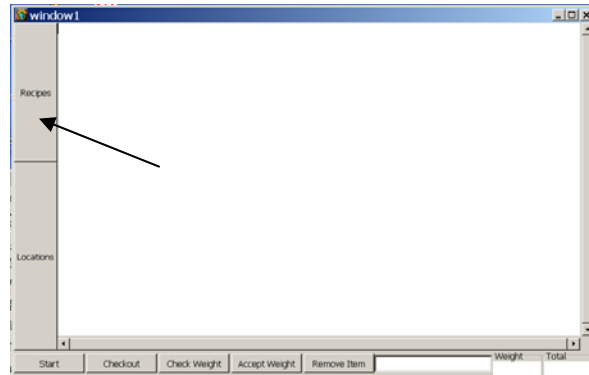 window1
Recipes
Locations
Start Checkout Check Weight Accept Weight Remove Item Weight Total